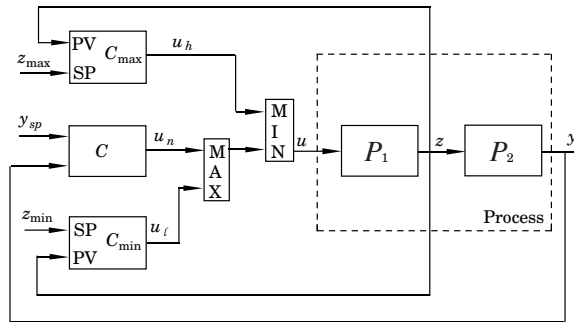 PV
C_max
SP
z_max
u_h
y_sp
C
u_n
M
A
X
M
I
N
u
P_1
z
P_2
y
Process
z_min
SP
C_min
PV
u_ℓ